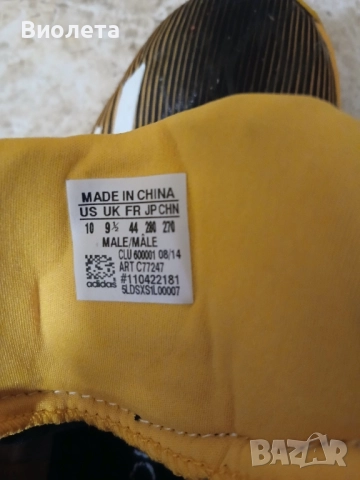 Виолета
MADE IN CHINA
US UK FR JP CHN
10 9½ 44 280 270
MALE/MÂLE
CLU 600001 08/14
ART C77247
#110422181
5LDSXS1L00007
adidas
BAZAR